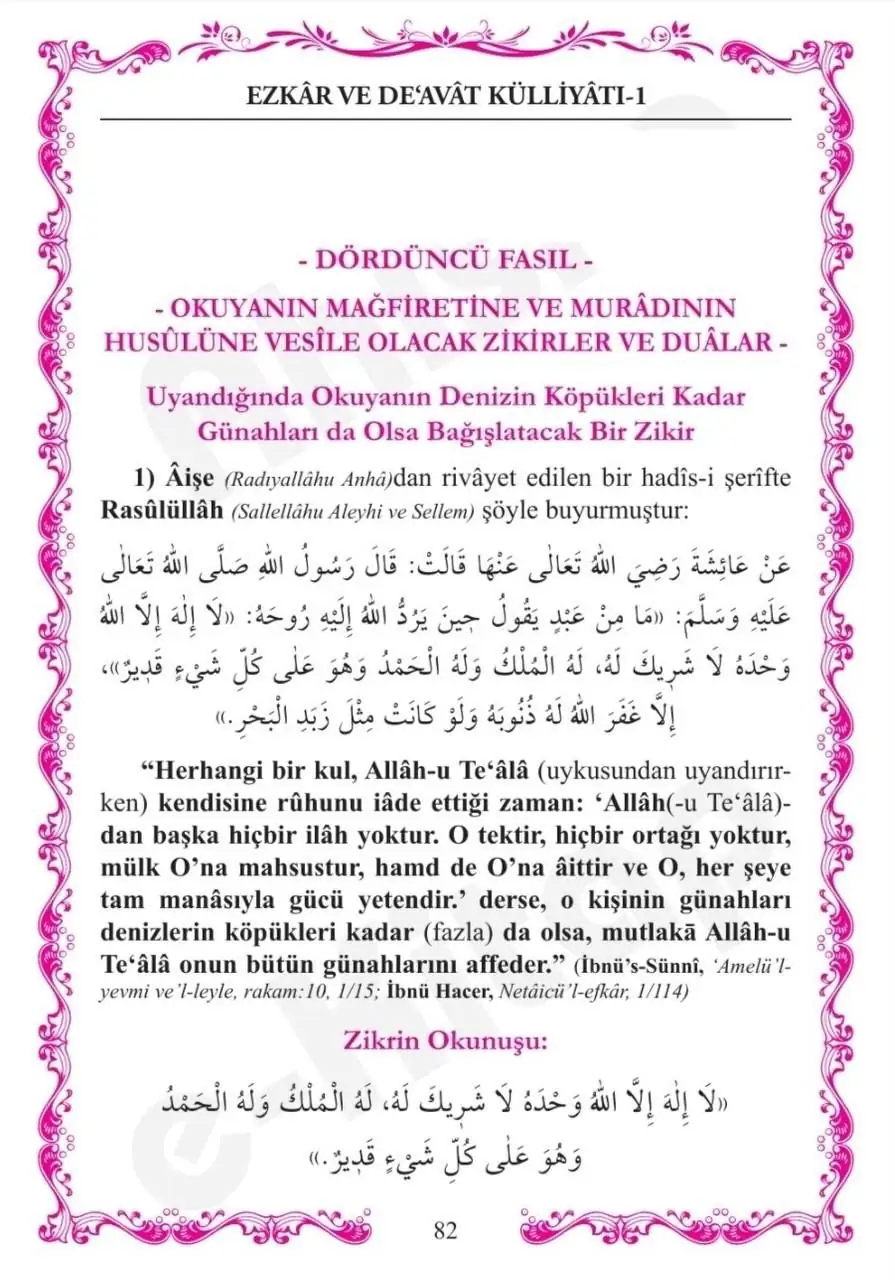 EZKÂR VE DE‘AVÂT KÜLLİYÂTI-1
- DÖRDÜNCÜ FASIL -
- OKUYANIN MAĞFİRETİNE VE MURÂDININ
HUSÛLÜNE VESÎLE OLACAK ZİKİRLER VE DUÂLAR -
Uyandığında Okuyanın Denizin Köpükleri Kadar
Günahları da Olsa Bağışlatacak Bir Zikir
1) Âişe (Radıyallâhu Anhâ)dan rivâyet edilen bir hadîs-i şerîfte
Rasûlüllâh (Sallellâhu Aleyhi ve Sellem) şöyle buyurmuştur:
عَنْ عَائِشَةَ رَضِيَ اللهُ تَعَالٰى عَنْهَا قَالَتْ: قَالَ رَسُولُ اللهِ صَلَّى اللهُ تَعَالٰى
عَلَيْهِ وَسَلَّمَ: «مَا مِنْ عَبْدٍ يَقُولُ حِينَ يَرُدُّ اللهُ إِلَيْهِ رُوحَهُ: «لَا إِلٰهَ إِلَّا اللهُ
وَحْدَهُ لَا شَرِيكَ لَهُ، لَهُ الْمُلْكُ وَلَهُ الْحَمْدُ وَهُوَ عَلٰى كُلِّ شَيْءٍ قَدِيرٌ»،
إِلَّا غَفَرَ اللهُ لَهُ ذُنُوبَهُ وَلَوْ كَانَتْ مِثْلَ زَبَدِ الْبَحْرِ.»
“Herhangi bir kul, Allâh-u Te‘âlâ (uykusundan uyandırır-
ken) kendisine rûhunu iâde ettiği zaman: ‘Allâh(-u Te‘âlâ)-
dan başka hiçbir ilâh yoktur. O tektir, hiçbir ortağı yoktur,
mülk O’na mahsustur, hamd de O’na âittir ve O, her şeye
tam manâsıyla gücü yetendir.’ derse, o kişinin günahları
denizlerin köpükleri kadar (fazla) da olsa, mutlakā Allâh-u
Te‘âlâ onun bütün günahlarını affeder.” (İbnü’s-Sünnî, ‘Amelü’l-
yevmi ve’l-leyle, rakam:10, 1/15; İbnü Hacer, Netâicü’l-efkâr, 1/114)
Zikrin Okunuşu:
«لَا إِلٰهَ إِلَّا اللهُ وَحْدَهُ لَا شَرِيكَ لَهُ، لَهُ الْمُلْكُ وَلَهُ الْحَمْدُ
وَهُوَ عَلٰى كُلِّ شَيْءٍ قَدِيرٌ.»
82